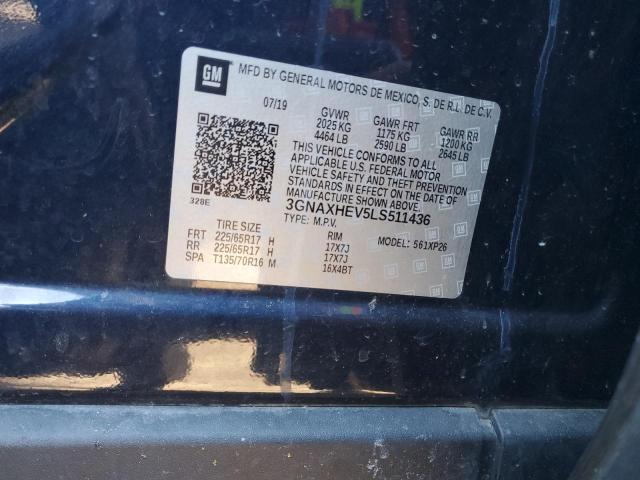 GM
MFD BY GENERAL MOTORS DE MEXICO, S. DE R.L. DE C.V.
07/19
GVWR GAWR FRT GAWR RR
2025 KG 1175 KG 1200 KG
4464 LB 2590 LB 2645 LB
THIS VEHICLE CONFORMS TO ALL
APPLICABLE U.S. FEDERAL MOTOR
VEHICLE SAFETY AND THEFT PREVENTION
STANDARDS IN EFFECT ON THE DATE OF
MANUFACTURE SHOWN ABOVE.
328E
3GNAXHEV5LS511436
TYPE: M.P.V. MODEL: 561XP26
TIRE SIZE RIM
FRT 225/65R17 H 17X7J
RR 225/65R17 H 17X7J
SPA T135/70R16 M 16X4BT